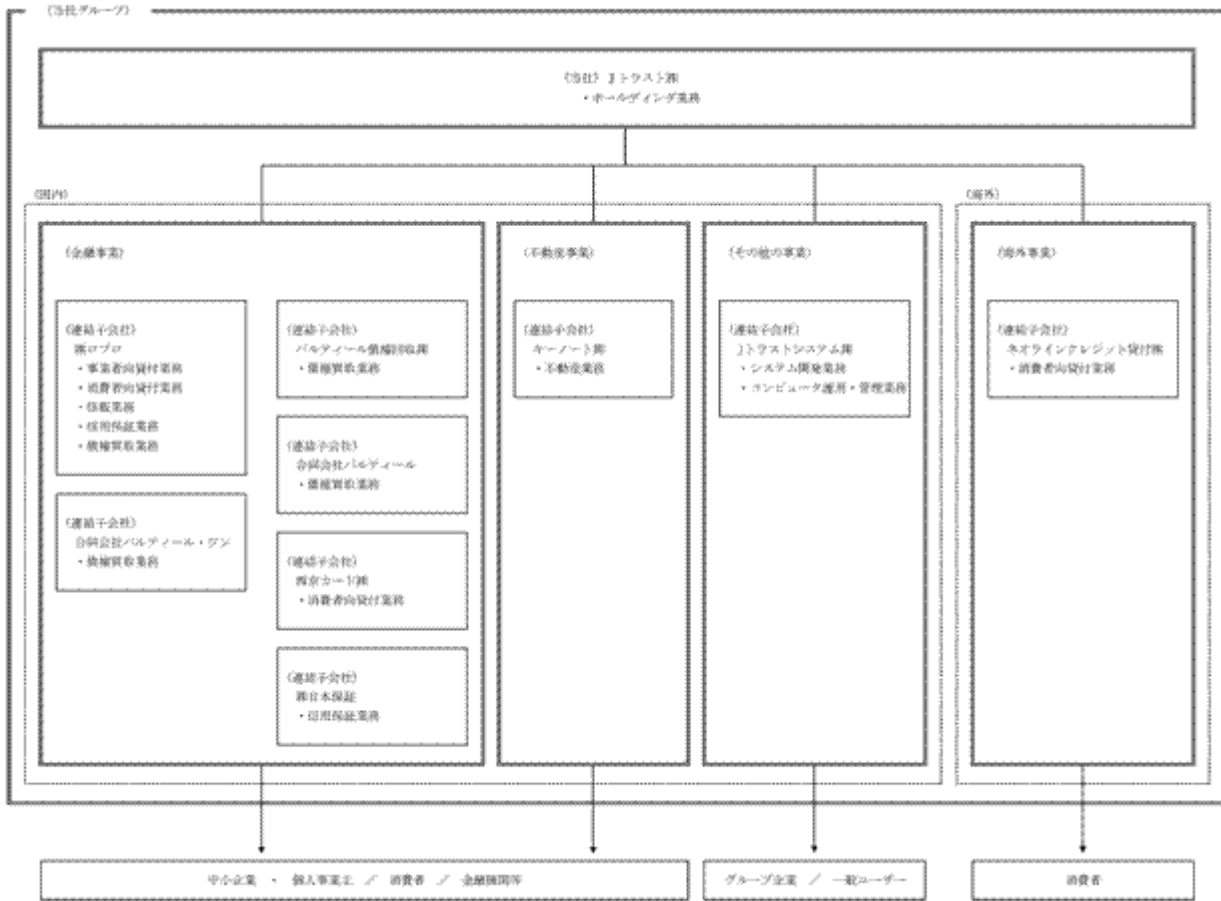 (当社グループ)
(当社) Jトラスト㈱
・ホールディング業務
(国内)
(海外)
(金融事業)
(連結子会社)
㈱ロプロ
・事業者向貸付業務
・消費者向貸付業務
・信販業務
・信用保証業務
・債権買取業務
(連結子会社)
合同会社パルティール・ケン
・債権買取業務
(連結子会社)
パルティール債権回収㈱
・債権買取業務
(連結子会社)
合同会社パルティール
・債権買取業務
(連結子会社)
西京カード㈱
・消費者向貸付業務
(連結子会社)
㈱日本保証
・信用保証業務
(不動産事業)
(連結子会社)
キーノート㈱
・不動産業務
(その他の事業)
(連結子会社)
Jトラストシステム㈱
・システム開発業務
・コンピュータ運用・管理業務
(海外事業)
(連結子会社)
ネオラインクレジット貸付㈱
・消費者向貸付業務
中小企業 ・ 個人事業主 / 消費者 / 金融機関等
グループ企業 / 一般ユーザー
消費者